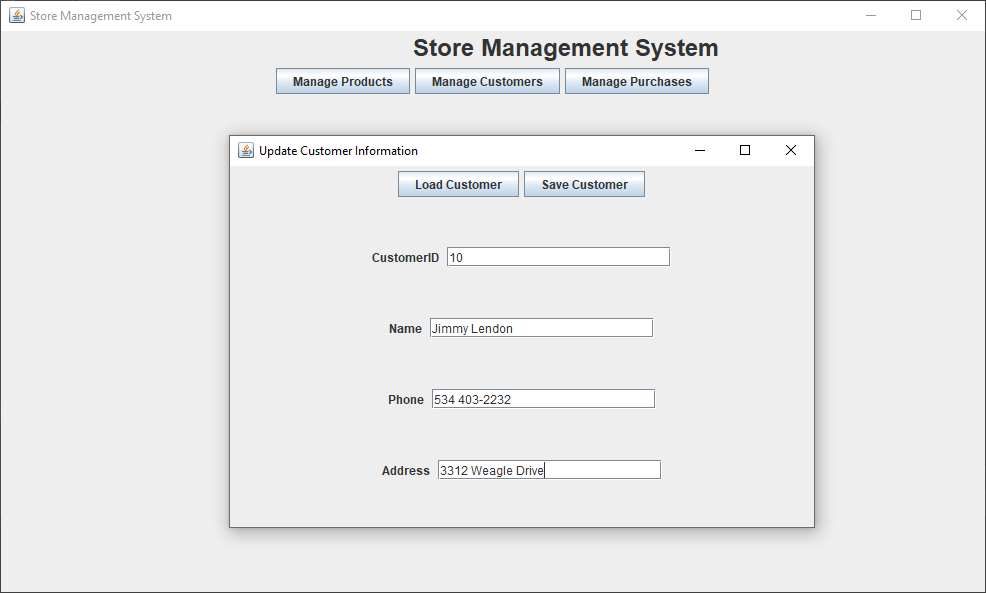 Store Management System
Store Management System
Manage Products Manage Customers Manage Purchases
Update Customer Information
Load Customer Save Customer
CustomerID 10
Name Jimmy Lendon
Phone 534 403-2232
Address 3312 Weagle Drive